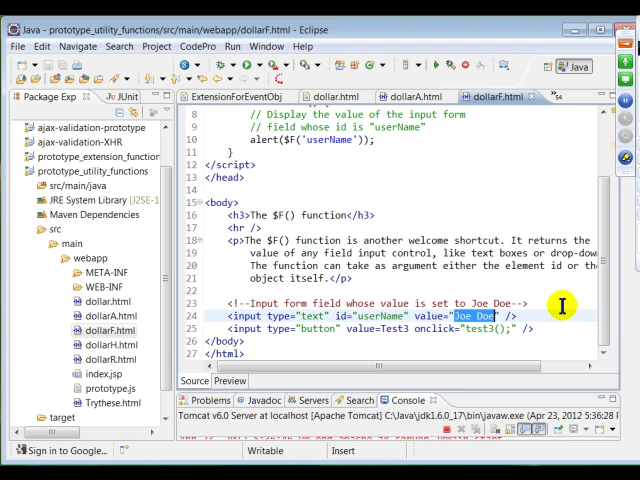 Java - prototype_utility_functions/src/main/webapp/dollarF.html - Eclipse
File Edit Navigate Search Project CodePro Run Window Help
Java
Package Exp JUnit
ExtensionForEventObj dollar.html dollarA.html dollarF.html 54
ajax-validation-prototype
ajax-validation-XHR
prototype_extension_function
prototype_utility_functions
src/main/java
JRE System Library [J2SE-1
Maven Dependencies
src
main
webapp
META-INF
WEB-INF
dollar.html
dollarA.html
dollarF.html
dollarH.html
dollarR.html
index.jsp
prototype.js
Trythese.html
target
8 // Display the value of the input form
9 // field whose id is "userName"
10 alert($F('userName'));
11 }
12 </script>
13 </head>
14
15 <body>
16 <h3>The $F() function</h3>
17 <hr />
18 <p>The $F() function is another welcome shortcut. It returns the
19 value of any field input control, like text boxes or drop-down
20 The function can take as argument either the element id or the
21 object itself.</p>
22
23 <!--Input form field whose value is set to Joe Doe-->
24 <input type="text" id="userName" value="Joe Doe" />
25 <input type="button" value=Test3 onclick="test3();" />
26 </body>
27 </html>
Source Preview
Problems Javadoc Servers Search Console
Tomcat v6.0 Server at localhost [Apache Tomcat] C:\Java\jdk1.6.0_17\bin\javaw.exe (Apr 23, 2012 5:36:28 P
Sign in to Google... Writable Insert